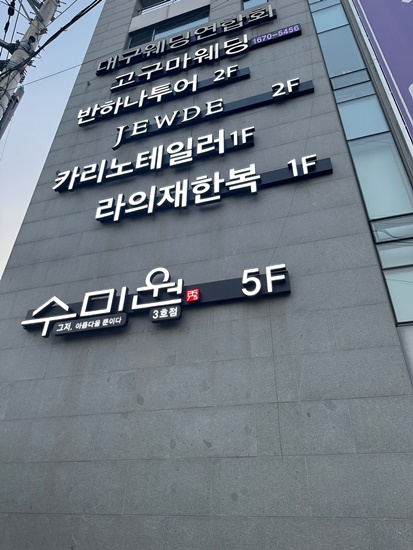 대구웨딩연합회
고구마웨딩 1670-5456
반하나투어 2F
JEWDE 2F
카리노테일러 1F
라의재한복 1F
수미원 5F
그저, 아름다울 뿐이다 3호점